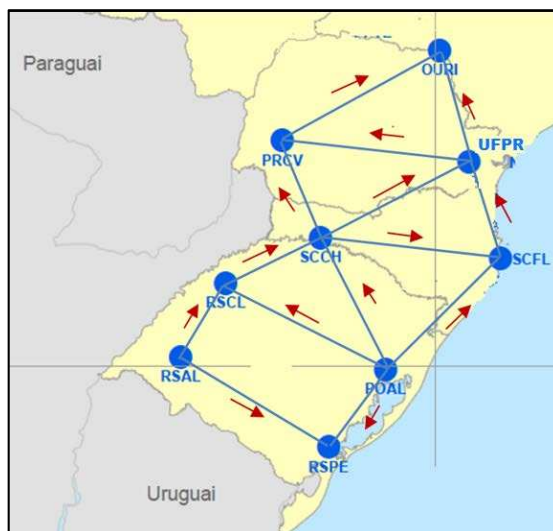 Paraguai
OURI
UFPR
PRCV
SCCH
SCFL
RSCL
RSAL
POAL
RSPE
Uruguai